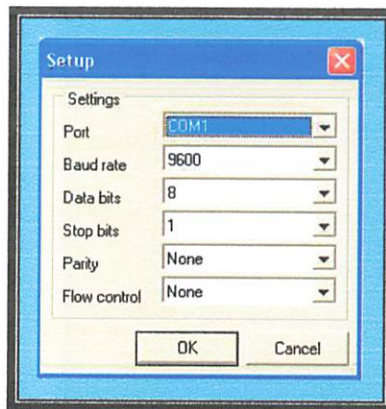 Setup
Settings
Port COM1
Baud rate 9600
Data bits 8
Stop bits 1
Parity None
Flow control None
OK Cancel